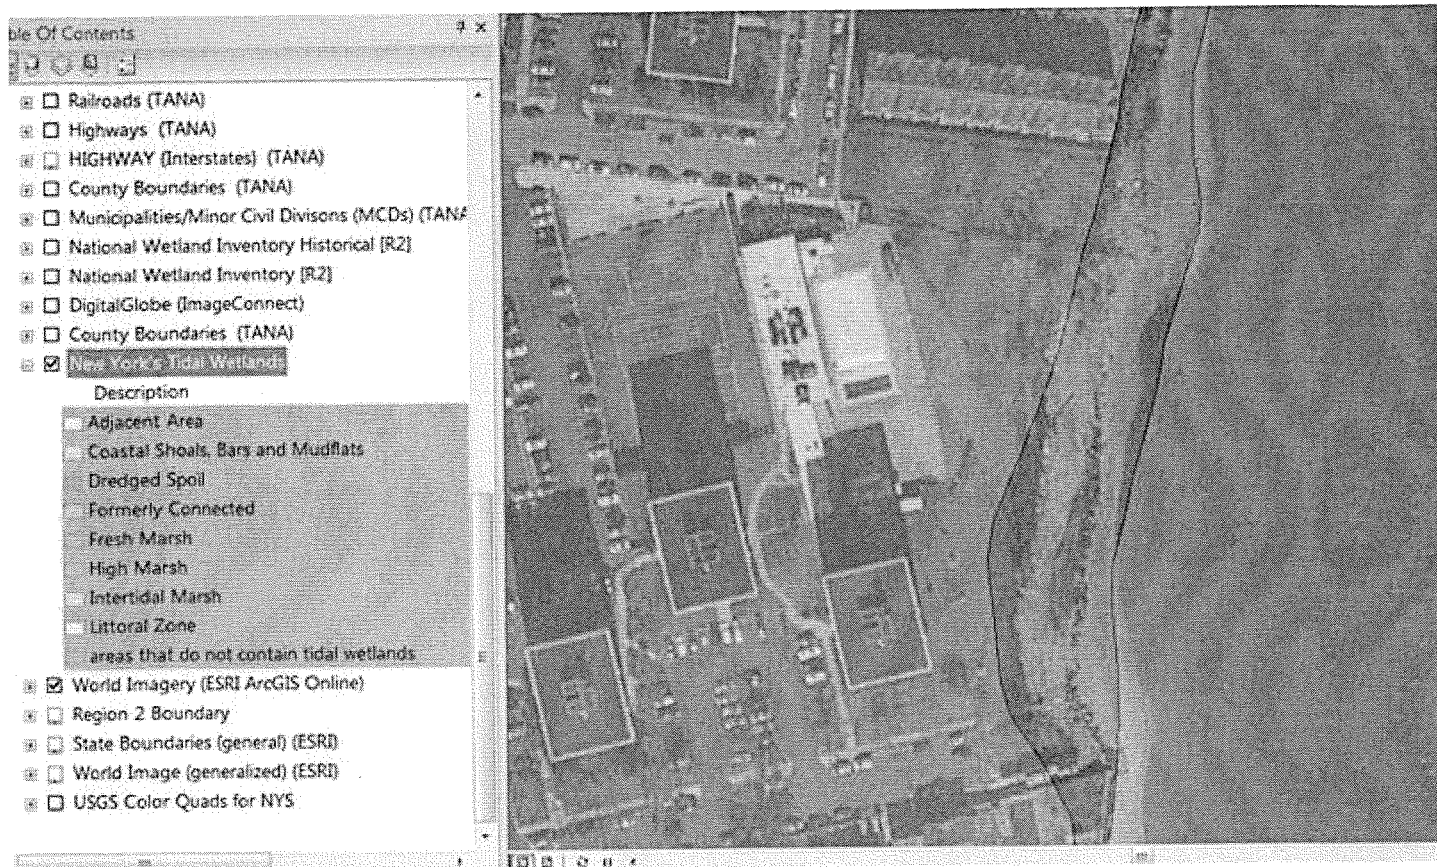 ble Of Contents
Railroads (TANA)
Highways (TANA)
HIGHWAY (Interstates) (TANA)
County Boundaries (TANA)
Municipalities/Minor Civil Divisons (MCDs) (TANA
National Wetland Inventory Historical [R2]
National Wetland Inventory [R2]
DigitalGlobe (ImageConnect)
County Boundaries (TANA)
New York's Tidal Wetlands
Description
Adjacent Area
Coastal Shoals, Bars and Mudflats
Dredged Spoil
Formerly Connected
Fresh Marsh
High Marsh
Intertidal Marsh
Littoral Zone
areas that do not contain tidal wetlands
World Imagery (ESRI ArcGIS Online)
Region 2 Boundary
State Boundaries (general) (ESRI)
World Image (generalized) (ESRI)
USGS Color Quads for NYS